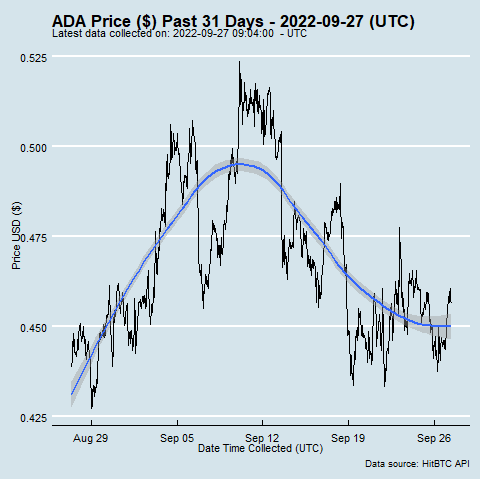 ADA Price ($) Past 31 Days - 2022-09-27 (UTC)
Latest data collected on: 2022-09-27 09:04:00  - UTC
0.525
0.500
0.475
0.450
0.425
Price USD ($)
Aug 29 Sep 05 Sep 12 Sep 19 Sep 26
Date Time Collected (UTC)
Data source: HitBTC API